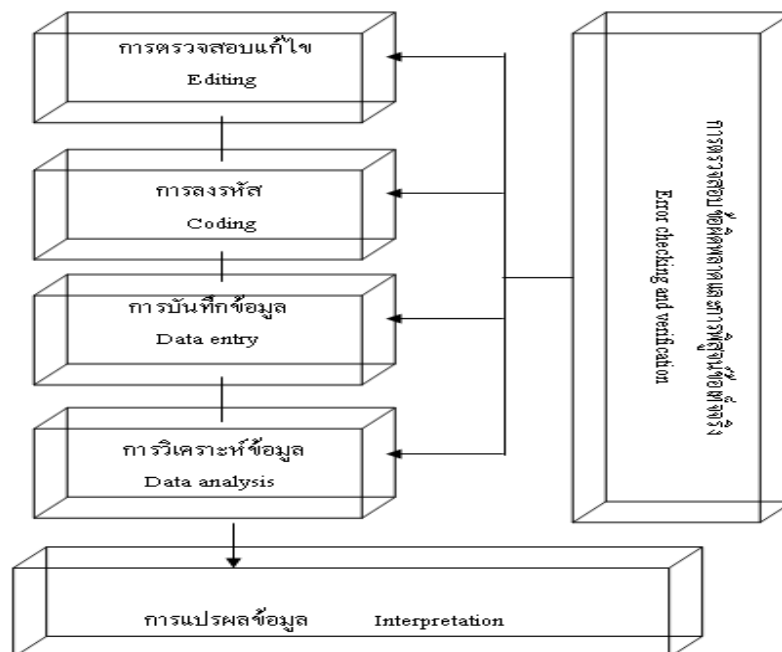 การตรวจสอบแก้ไข
Editing
การลงรหัส
Coding
การบันทึกข้อมูล
Data entry
การวิเคราะห์ข้อมูล
Data analysis
การแปรผลข้อมูล Interpretation
การตรวจสอบข้อผิดพลาดและการพิสูจน์ข้อเท็จจริง
Error checking and verification